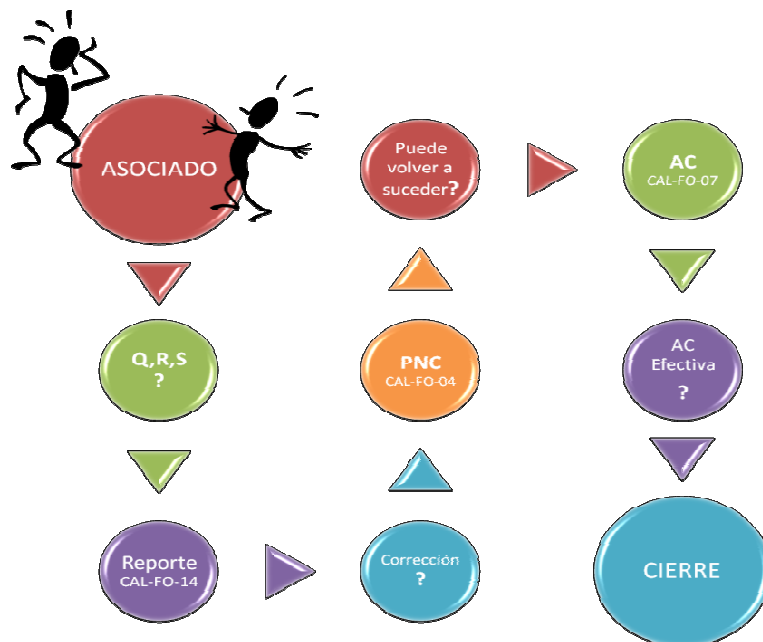 ASOCIADO
Q,R,S
?
Reporte
CAL-FO-14
Corrección
?
PNC
CAL-FO-04
Puede
volver a
suceder?
AC
CAL-FO-07
AC
Efectiva
?
CIERRE